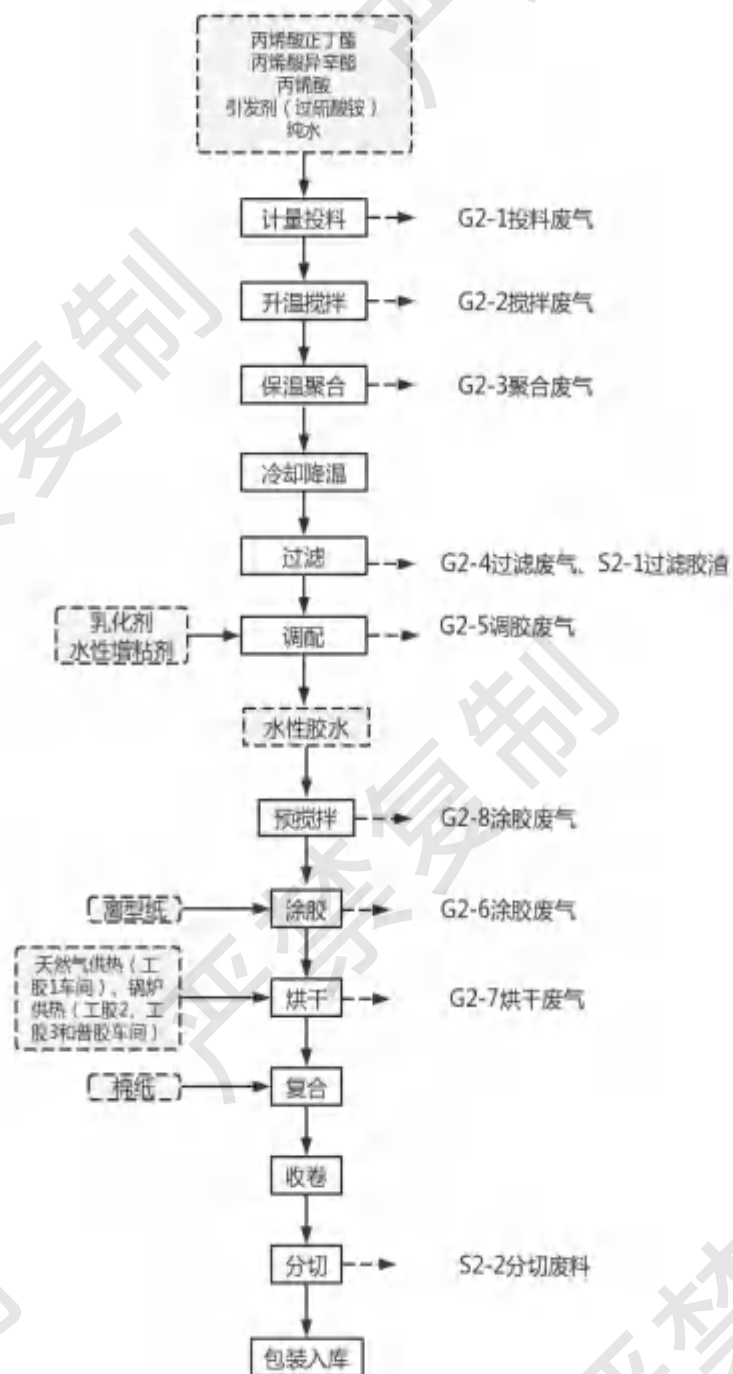 丙烯酸正丁酯
丙烯酸异辛酯
丙烯酸
引发剂（过硫酸铵）
纯水
计量投料
G2-1投料废气
升温搅拌
G2-2搅拌废气
保温聚合
G2-3聚合废气
冷却降温
过滤
G2-4过滤废气、S2-1过滤胶渣
乳化剂
水性增粘剂
调配
G2-5调胶废气
水性胶水
预搅拌
G2-8涂胶废气
离型纸
涂胶
G2-6涂胶废气
天然气供热（工
胶1车间）、锅炉
供热（工胶2、工
胶3和普胶车间）
烘干
G2-7烘干废气
棉纸
复合
收卷
分切
S2-2分切废料
包装入库
严禁复制